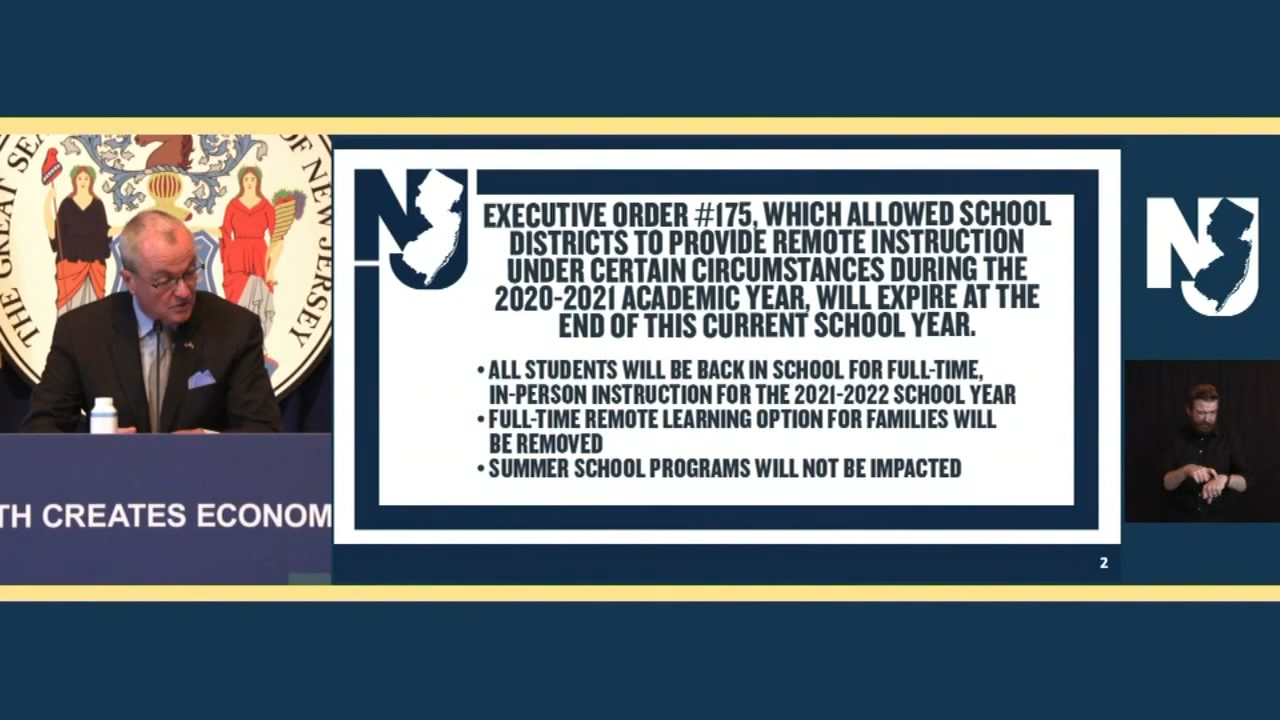 THE GREAT SEA
OF NEW JERSEY
TH CREATES ECONOM
NJ
EXECUTIVE ORDER #175, WHICH ALLOWED SCHOOL
DISTRICTS TO PROVIDE REMOTE INSTRUCTION
UNDER CERTAIN CIRCUMSTANCES DURING THE
2020-2021 ACADEMIC YEAR, WILL EXPIRE AT THE
END OF THIS CURRENT SCHOOL YEAR.
• ALL STUDENTS WILL BE BACK IN SCHOOL FOR FULL-TIME,
IN-PERSON INSTRUCTION FOR THE 2021-2022 SCHOOL YEAR
• FULL-TIME REMOTE LEARNING OPTION FOR FAMILIES WILL
BE REMOVED
• SUMMER SCHOOL PROGRAMS WILL NOT BE IMPACTED
2
NJ